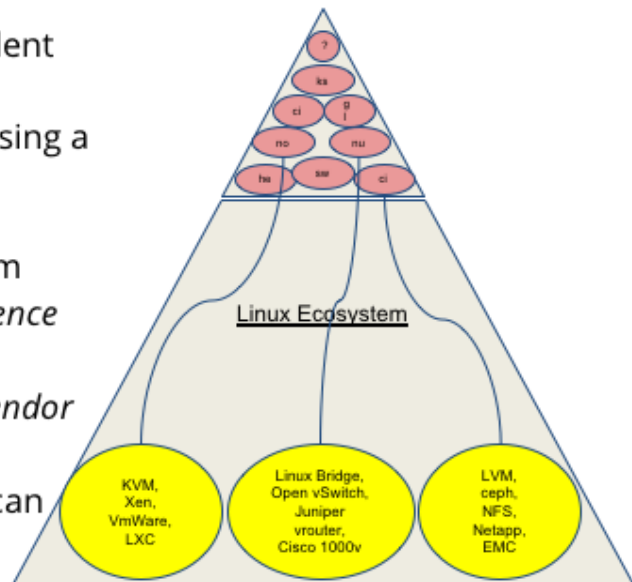 lent
sing a
m
ence
endor
can
?
ks
ci
g
l
no
nu
he
sw
ci
Linux Ecosystem
KVM,
Xen,
VmWare,
LXC
Linux Bridge,
Open vSwitch,
Juniper
vrouter,
Cisco 1000v
LVM,
ceph,
NFS,
Netapp,
EMC